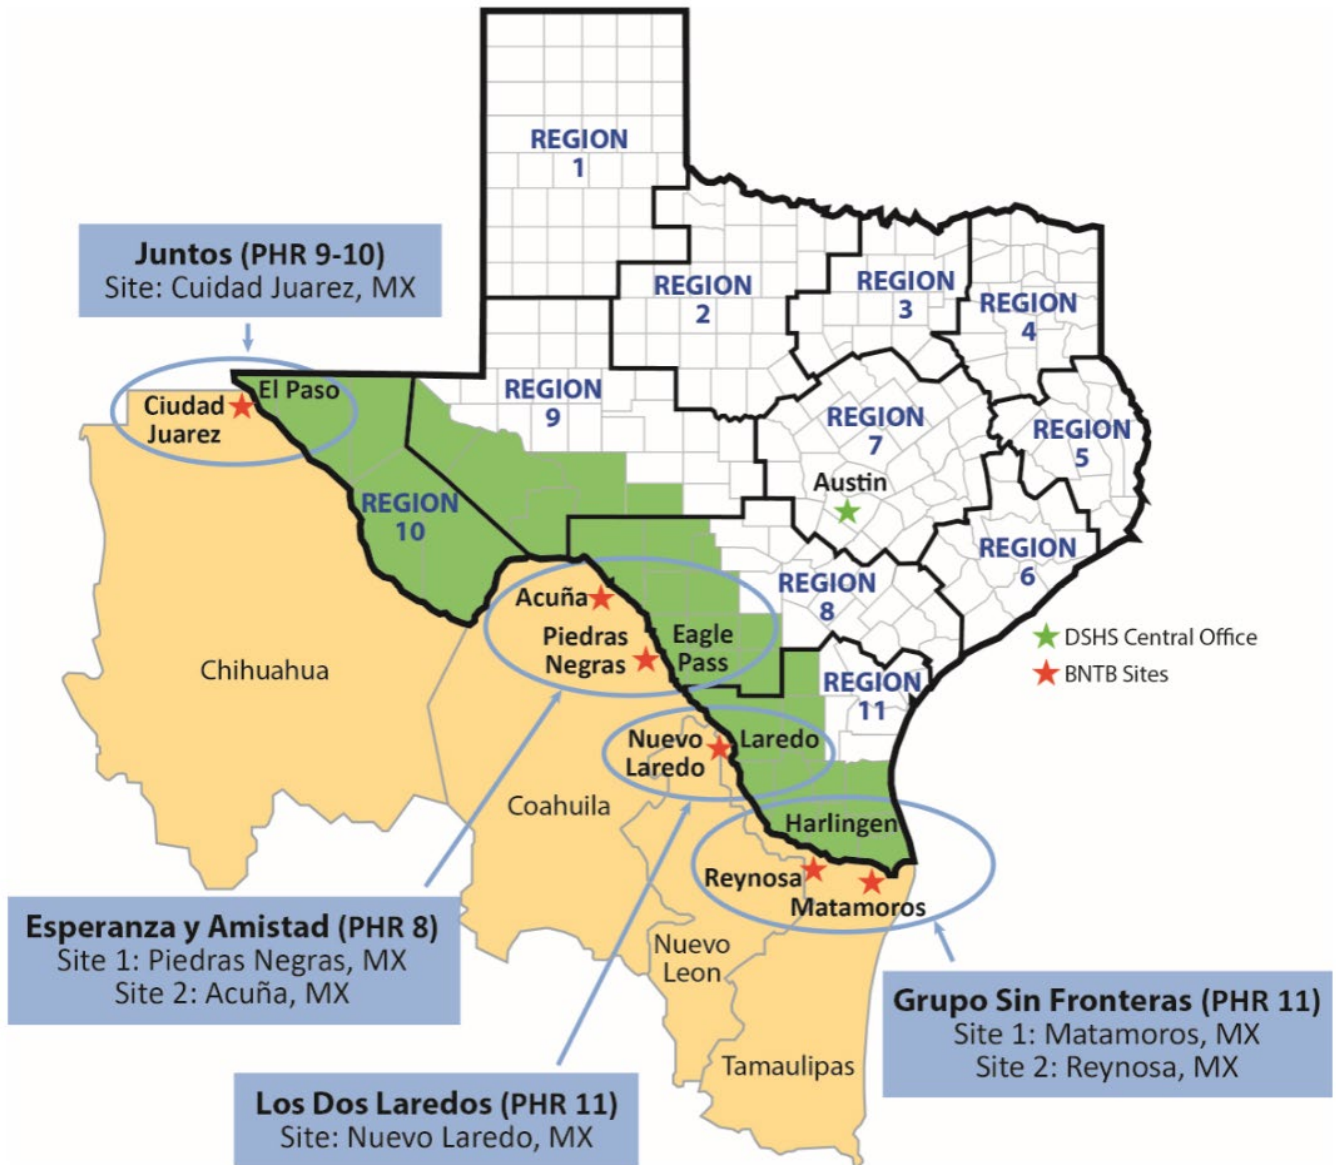 REGION
1
Juntos (PHR 9-10)
Site: Cuidad Juarez, MX
REGION
2
REGION
3
REGION
4
El Paso
Ciudad
Juarez
REGION
9
REGION
7
Austin
REGION
5
REGION
10
REGION
6
REGION
8
Acuña
Piedras
Negras
Eagle
Pass
DSHS Central Office
BNTB Sites
Chihuahua
REGION
11
Nuevo
Laredo
Laredo
Coahuila
Harlingen
Reynosa
Matamoros
Esperanza y Amistad (PHR 8)
Site 1: Piedras Negras, MX
Site 2: Acuña, MX
Nuevo
Leon
Grupo Sin Fronteras (PHR 11)
Site 1: Matamoros, MX
Site 2: Reynosa, MX
Tamaulipas
Los Dos Laredos (PHR 11)
Site: Nuevo Laredo, MX